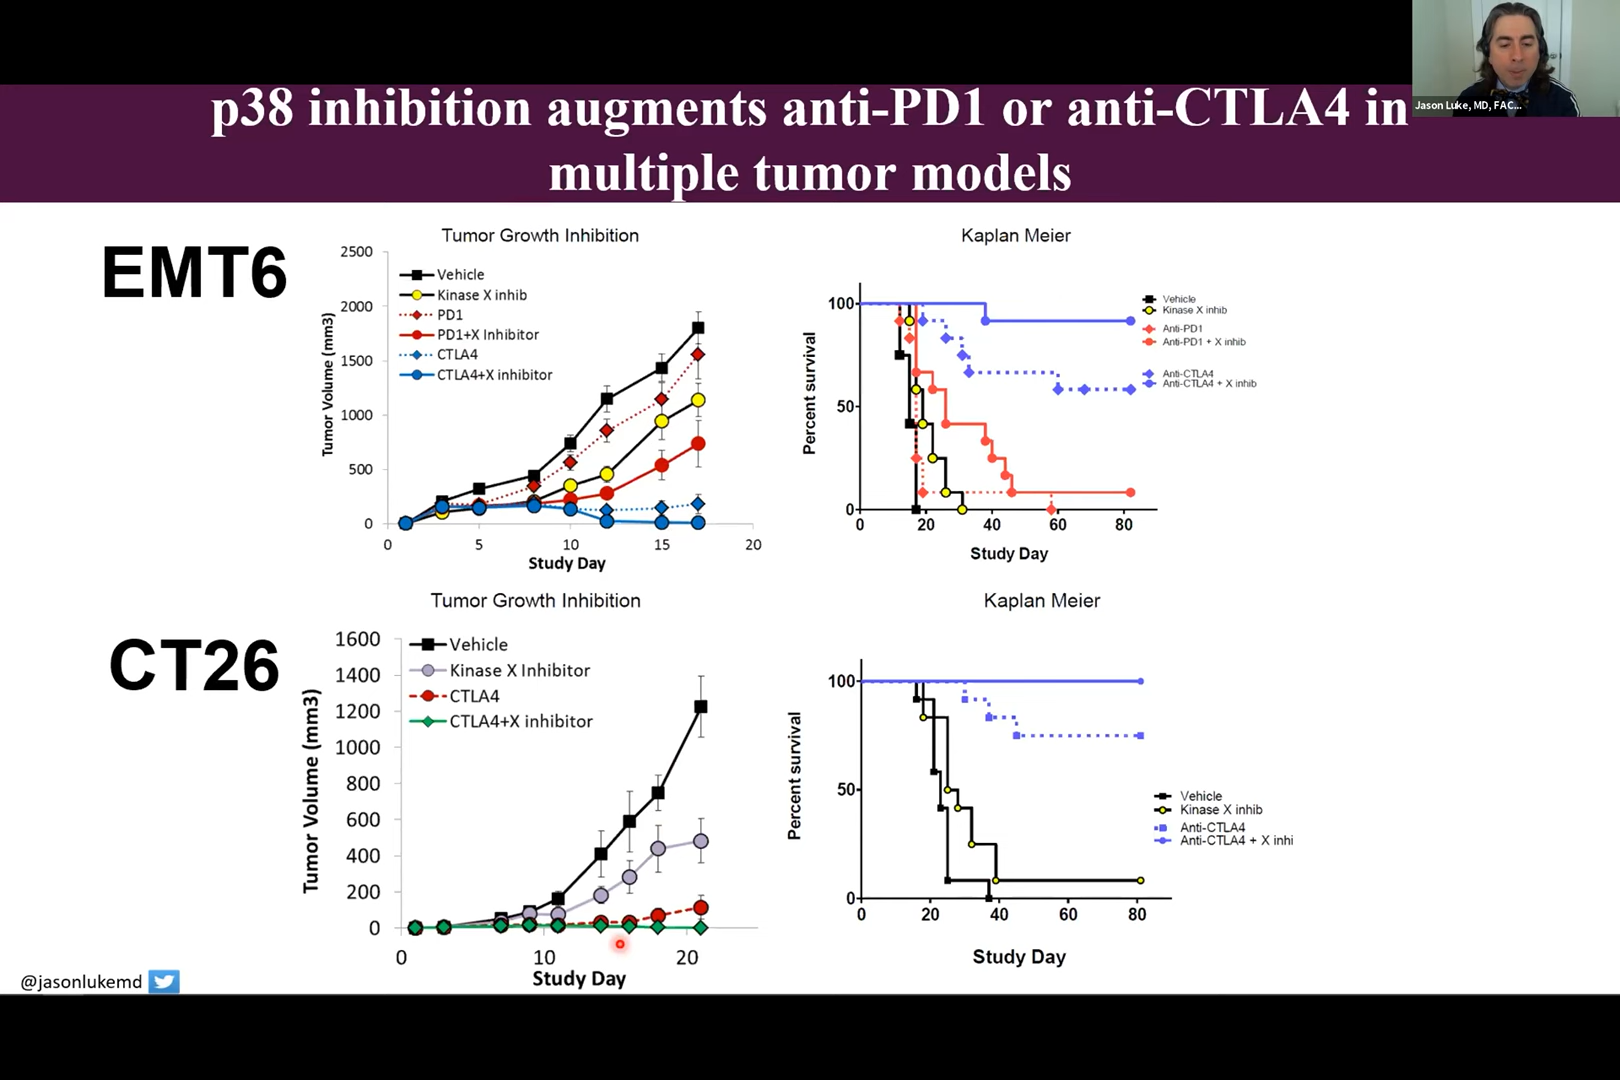 Jason Luke, MD, FAC...
p38 inhibition augments anti-PD1 or anti-CTLA4 in
multiple tumor models
EMT6
Tumor Growth Inhibition
2500
2000
1500
1000
500
0
Tumor Volume (mm3)
Vehicle
Kinase X inhib
PD1
PD1+X Inhibitor
CTLA4
CTLA4+X inhibitor
0
5
10
15
20
Study Day
Kaplan Meier
100
50
0
Percent survival
Vehicle
Kinase X inhib
Anti-PD1
Anti-PD1 + X inhib
Anti-CTLA4
Anti-CTLA4 + X inhib
0
20
40
60
80
Study Day
CT26
Tumor Growth Inhibition
1600
1400
1200
1000
800
600
400
200
0
Tumor Volume (mm3)
Vehicle
Kinase X Inhibitor
CTLA4
CTLA4+X inhibitor
0
10
20
Study Day
Kaplan Meier
100
50
0
Percent survival
Vehicle
Kinase X inhib
Anti-CTLA4
Anti-CTLA4 + X inhi
0
20
40
60
80
Study Day
@jasonlukemd